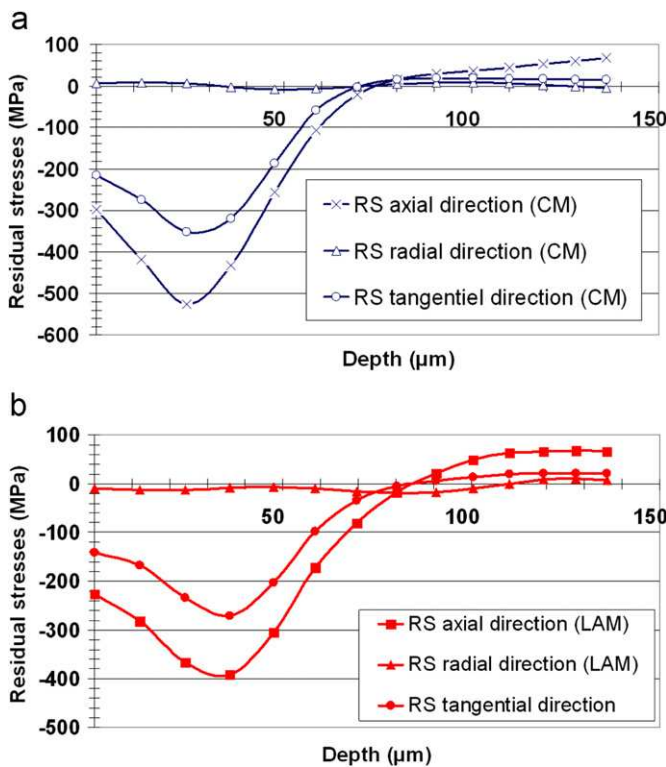 a
100
0
-100
-200
-300
-400
-500
-600
50
100
150
Residual stresses (MPa)
RS axial direction (CM)
RS radial direction (CM)
RS tangentiel direction (CM)
Depth (µm)
b
100
0
-100
-200
-300
-400
-500
50
100
150
Residual stresses (MPa)
RS axial direction (LAM)
RS radial direction (LAM)
RS tangential direction
Depth (µm)